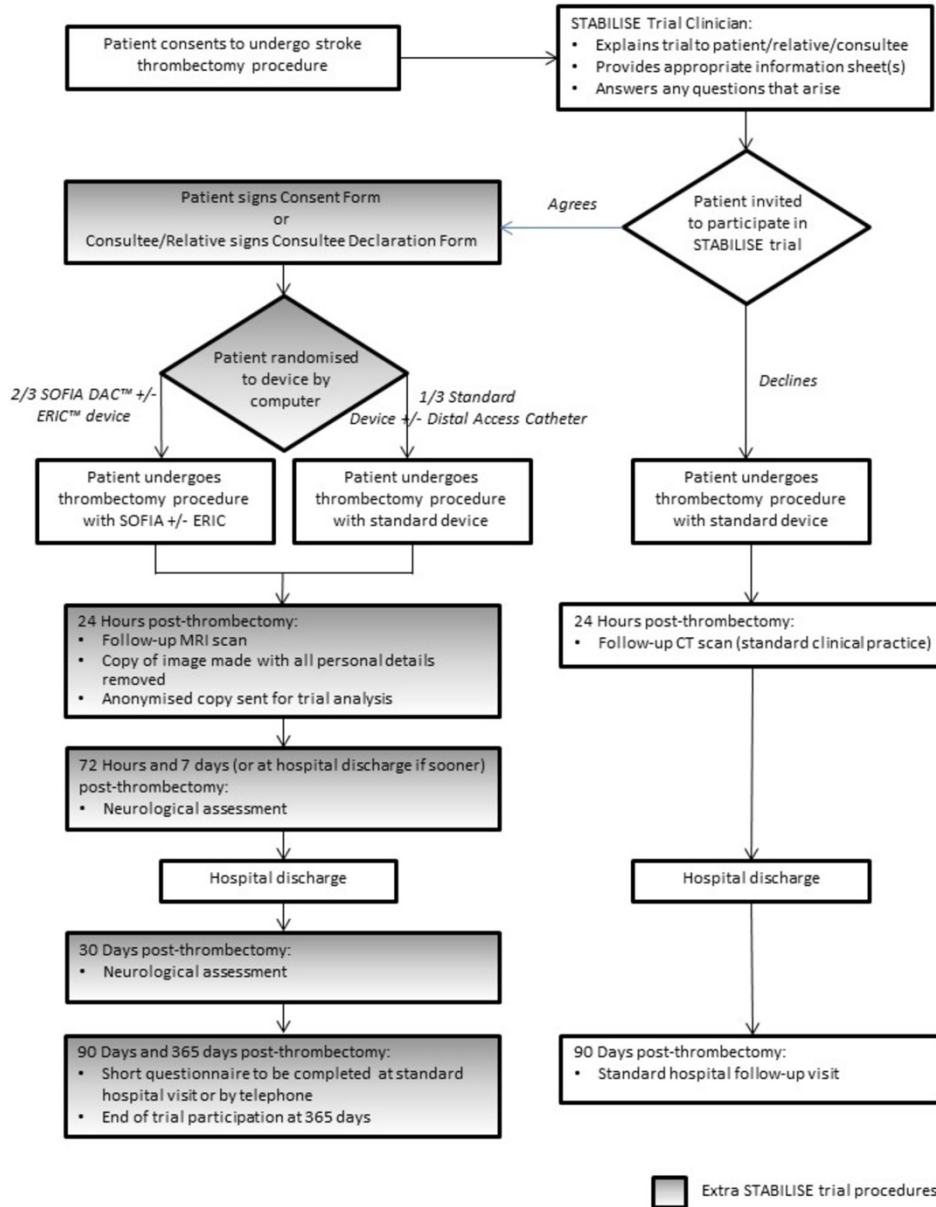 Patient consents to undergo stroke
thrombectomy procedure
STABILISE Trial Clinician:
• Explains trial to patient/relative/consultee
• Provides appropriate information sheet(s)
• Answers any questions that arise
Patient invited
to participate in
STABILISE trial
Agrees
Patient signs Consent Form
or
Consultee/Relative signs Consultee Declaration Form
Patient randomised
to device by
computer
2/3 SOFIA DAC™ +/-
ERIC™ device
1/3 Standard
Device +/- Distal Access Catheter
Declines
Patient undergoes
thrombectomy procedure
with SOFIA +/- ERIC
Patient undergoes
thrombectomy procedure
with standard device
Patient undergoes
thrombectomy procedure
with standard device
24 Hours post-thrombectomy:
• Follow-up MRI scan
• Copy of image made with all personal details
removed
• Anonymised copy sent for trial analysis
24 Hours post-thrombectomy:
• Follow-up CT scan (standard clinical practice)
72 Hours and 7 days (or at hospital discharge if sooner)
post-thrombectomy:
• Neurological assessment
Hospital discharge
Hospital discharge
30 Days post-thrombectomy:
• Neurological assessment
90 Days and 365 days post-thrombectomy:
• Short questionnaire to be completed at standard
hospital visit or by telephone
• End of trial participation at 365 days
90 Days post-thrombectomy:
• Standard hospital follow-up visit
Extra STABILISE trial procedures